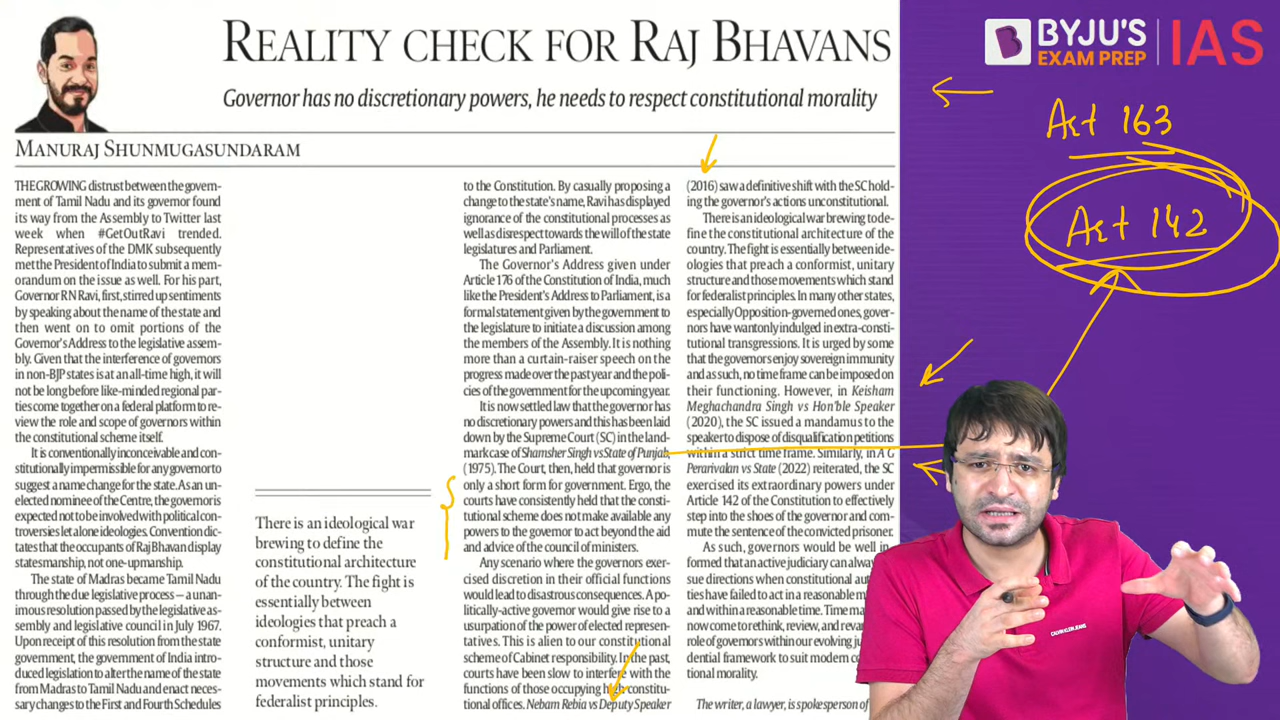 REALITY CHECK FOR RAJ BHAVANS
Governor has no discretionary powers, he needs to respect constitutional morality
MANURAJ SHUNMUGASUNDARAM
THE GROWING distrust between the govern-
ment of Tamil Nadu and its governor found
its way from the Assembly to Twitter last
week when #GetOutRavi trended.
Representatives of the DMK subsequently
met the President of India to submit a mem-
orandum on the issue as well. For his part,
Governor RN Ravi, first, stirred up sentiments
by speaking about the name of the state and
then went on to omit portions of the
Governor's Address to the legislative assem-
bly. Given that the interference of governors
in non-BJP states is at an all-time high, it will
not be long before like-minded regional par-
ties come together on a federal platform to re-
view the role and scope of governors within
the constitutional scheme itself.
It is conventionally inconceivable and con-
stitutionally impermissible for any governor to
suggest a name change for the state. As an un-
elected nominee of the Centre, the governor is
expected not to be involved with political con-
troversies let alone ideologies. Convention dic-
tates that the occupants of Raj Bhavan display
statesmanship, not one-upmanship.
The state of Madras became Tamil Nadu
through the due legislative process — a unan-
imous resolution passed by the legislative as-
sembly and legislative council in July 1967.
Upon receipt of this resolution from the state
government, the government of India intro-
duced legislation to alter the name of the state
from Madras to Tamil Nadu and enact neces-
sary changes to the First and Fourth Schedules
There is an ideological war
brewing to define the
constitutional architecture
of the country. The fight is
essentially between
ideologies that preach a
conformist, unitary
structure and those
movements which stand for
federalist principles.
to the Constitution. By casually proposing a
change to the state's name, Ravi has displayed
ignorance of the constitutional processes as
well as disrespect towards the will of the state
legislatures and Parliament.
The Governor's Address given under
Article 176 of the Constitution of India, much
like the President's Address to Parliament, is a
formal statement given by the government to
the legislature to initiate a discussion among
the members of the Assembly. It is nothing
more than a curtain-raiser speech on the
progress made over the past year and the poli-
cies of the government for the upcoming year.
It is now settled law that the governor has
no discretionary powers and this has been laid
down by the Supreme Court (SC) in the land-
mark case of Shamsher Singh vs State of Punjab,
(1975). The Court, then, held that governor is
only a short form for government. Ergo, the
courts have consistently held that the consti-
tutional scheme does not make available any
powers to the governor to act beyond the aid
and advice of the council of ministers.
Any scenario where the governors exer-
cised discretion in their official functions
would lead to disastrous consequences. A po-
litically-active governor would give rise to a
usurpation of the power of elected represen-
tatives. This is alien to our constitutional
scheme of Cabinet responsibility. In the past,
courts have been slow to interfere with the
functions of those occupying high constitu-
tional offices. Nebam Rebia vs Deputy Speaker
(2016) saw a definitive shift with the SC hold-
ing the governor's actions unconstitutional.
There is an ideological war brewing to de-
fine the constitutional architecture of the
country. The fight is essentially between ide-
ologies that preach a conformist, unitary
structure and those movements which stand
for federalist principles. In many other states,
especially Opposition-governed ones, gover-
nors have wantonly indulged in extra-consti-
tutional transgressions. It is urged by some
that the governors enjoy sovereign immunity
and as such, no time frame can be imposed on
their functioning. However, in Keisham
Meghachandra Singh vs Hon'ble Speaker
(2020), the SC issued a mandamus to the
speaker to dispose of disqualification petitions
within a strict time frame. Similarly, in A G
Perarivalan vs State (2022) reiterated, the SC
exercised its extraordinary powers under
Article 142 of the Constitution to effectively
step into the shoes of the governor and com-
mute the sentence of the convicted prisoner.
As such, governors would be well in-
formed that an active judiciary can alway
sue directions when constitutional au
ties have failed to act in a reasonable m
and within a reasonable time. Time ma
now come to rethink, review, and reva
role of governors within our evolving ju
dential framework to suit modern c
tional morality.
The writer, a lawyer, is spokesperson of
BYJU'S
EXAM PREP
IAS
Art 163
Art 142
CALVIN KLEIN JEANS